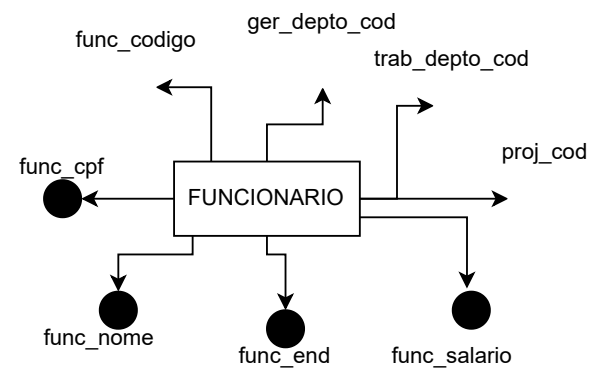 ger_depto_cod
func_codigo
trab_depto_cod
proj_cod
func_cpf
FUNCIONARIO
func_nome
func_end
func_salario